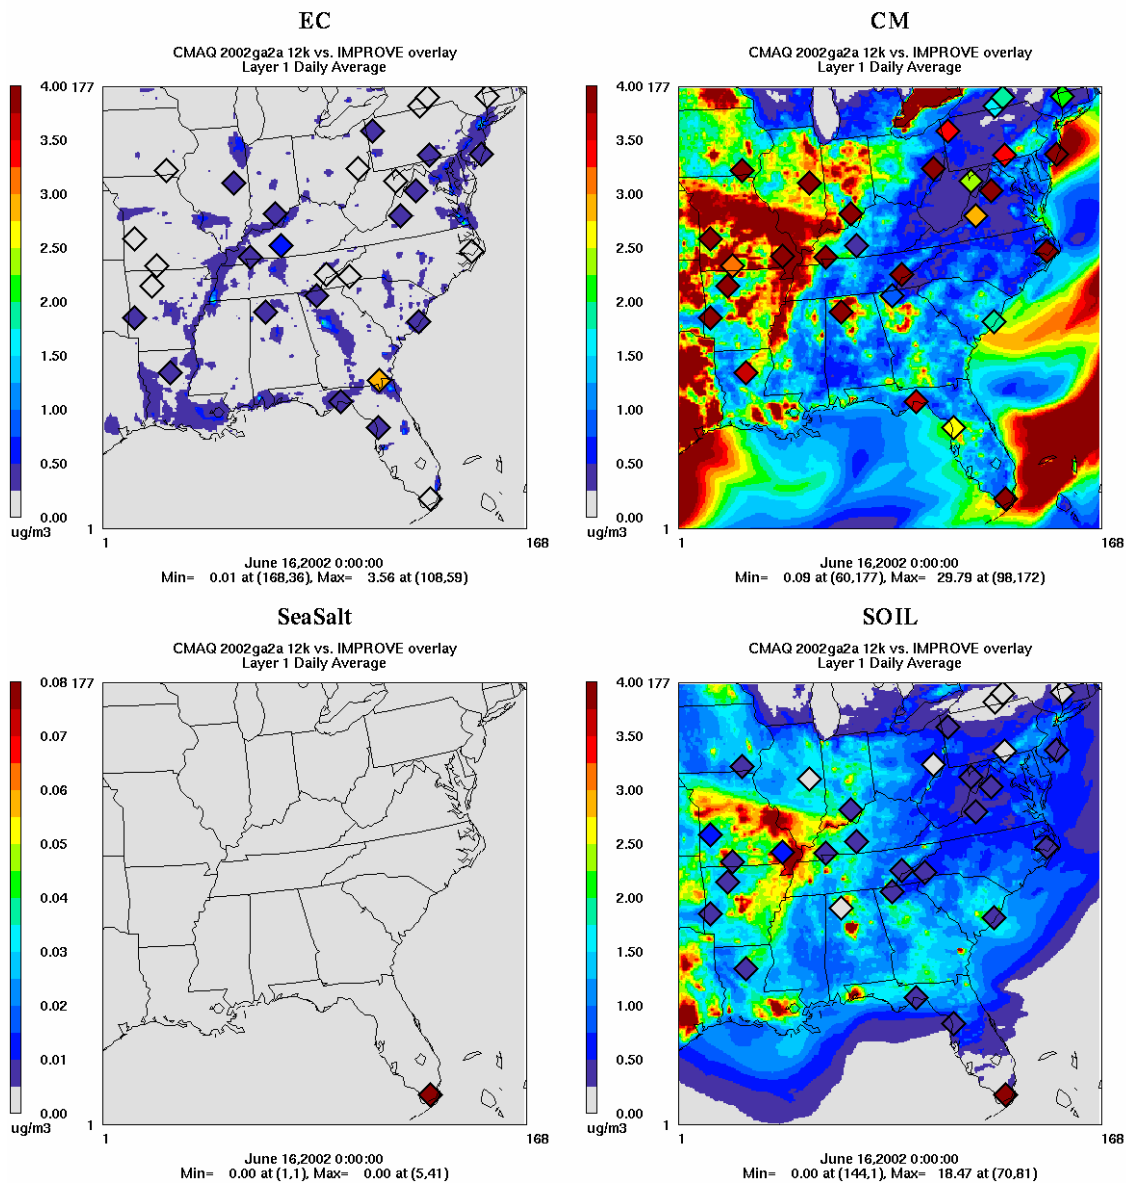 EC
CMAQ 2002ga2a 12k vs. IMPROVE overlay
Layer 1 Daily Average
4.00 177
3.50
3.00
2.50
2.00
1.50
1.00
0.50
0.00
ug/m3
1
1 168
June 16,2002 0:00:00
Min= 0.01 at (168,36), Max= 3.56 at (108,59)
CM
CMAQ 2002ga2a 12k vs. IMPROVE overlay
Layer 1 Daily Average
4.00 177
3.50
3.00
2.50
2.00
1.50
1.00
0.50
0.00
ug/m3
1
1 168
June 16,2002 0:00:00
Min= 0.09 at (60,177), Max= 29.79 at (98,172)
SeaSalt
CMAQ 2002ga2a 12k vs. IMPROVE overlay
Layer 1 Daily Average
0.08 177
0.07
0.06
0.05
0.04
0.03
0.02
0.01
0.00
ug/m3
1
1 168
June 16,2002 0:00:00
Min= 0.00 at (1,1), Max= 0.00 at (5,41)
SOIL
CMAQ 2002ga2a 12k vs. IMPROVE overlay
Layer 1 Daily Average
4.00 177
3.50
3.00
2.50
2.00
1.50
1.00
0.50
0.00
ug/m3
1
1 168
June 16,2002 0:00:00
Min= 0.00 at (144,1), Max= 18.47 at (70,81)